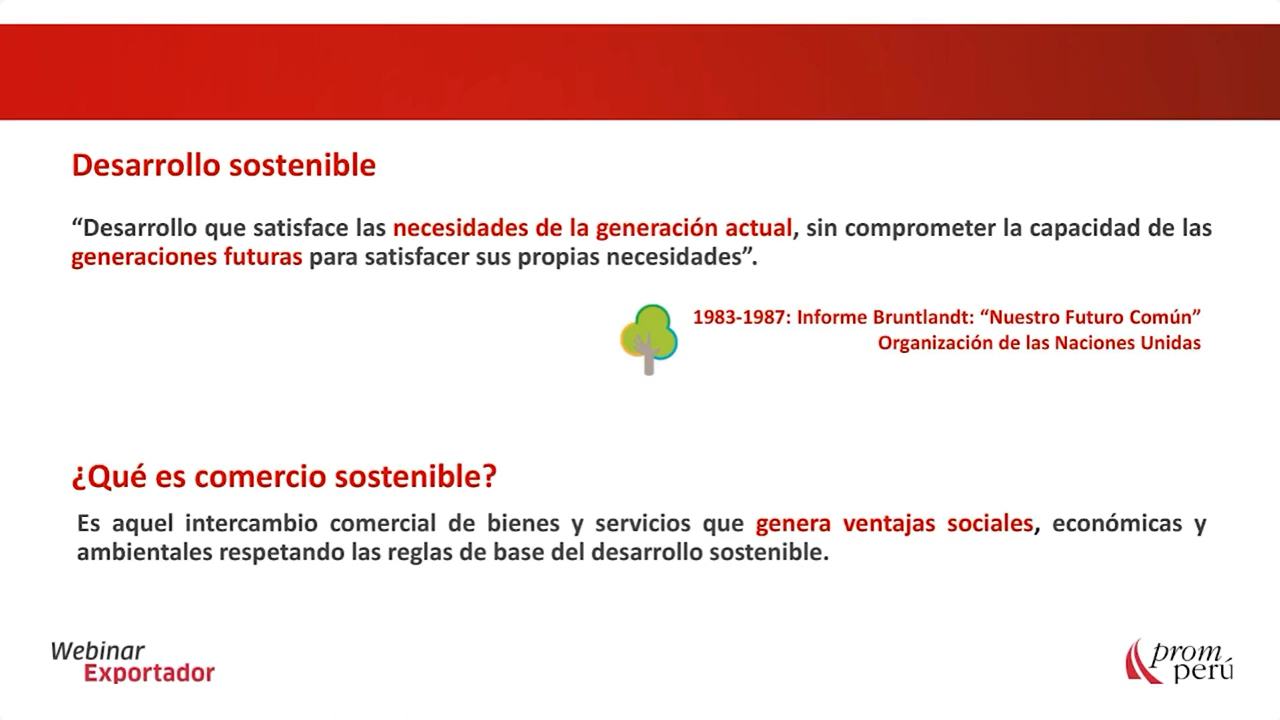 Desarrollo sostenible
“Desarrollo que satisface las necesidades de la generación actual, sin comprometer la capacidad de las
generaciones futuras para satisfacer sus propias necesidades”.
1983-1987: Informe Bruntlandt: “Nuestro Futuro Común”
Organización de las Naciones Unidas
¿Qué es comercio sostenible?
Es aquel intercambio comercial de bienes y servicios que genera ventajas sociales, económicas y
ambientales respetando las reglas de base del desarrollo sostenible.
Webinar
Exportador
prom
perú